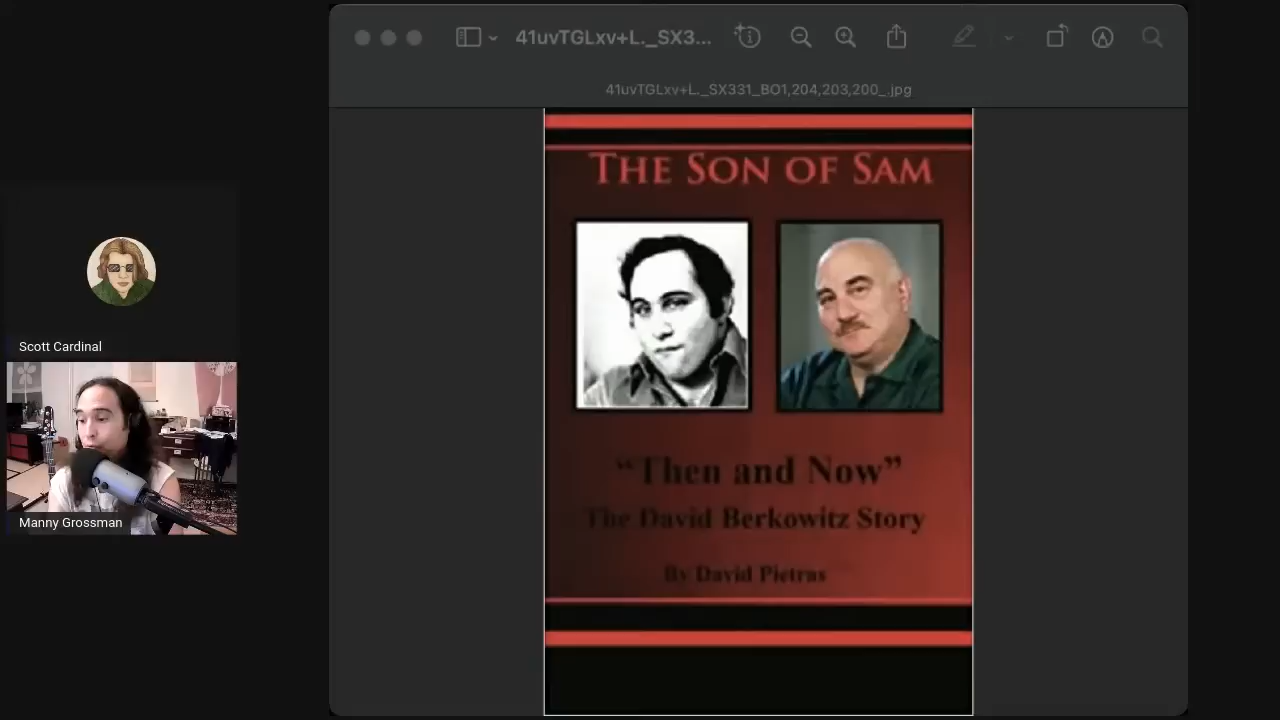 41uvTGLxv+L._SX3...
41uvTGLxv+L._SX331_BO1,204,203,200_.jpg
THE SON OF SAM
“Then and Now”
The David Berkowitz Story
By David Pietras
Scott Cardinal
Manny Grossman